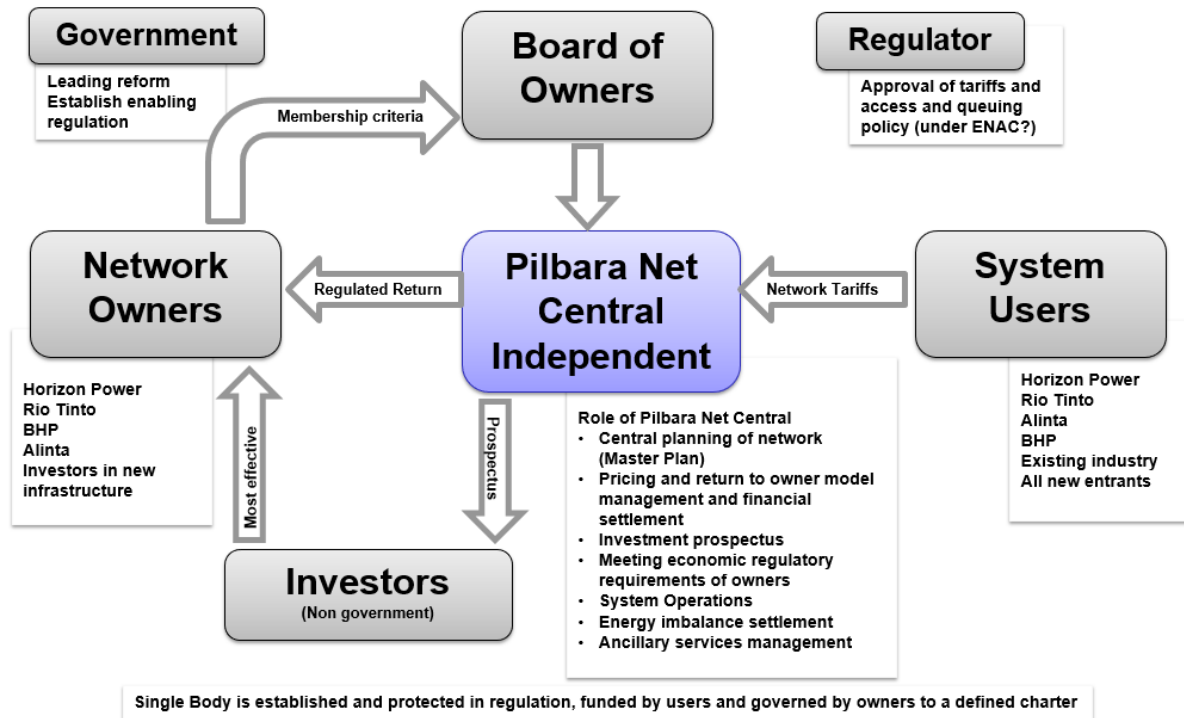 Government
Leading reform
Establish enabling
regulation
Membership criteria
Board of
Owners
Regulator
Approval of tariffs and
access and queuing
policy (under ENAC?)
Network
Owners
Regulated Return
Pilbara Net
Central
Independent
Network Tariffs
System
Users
Horizon Power
Rio Tinto
BHP
Alinta
Investors in new
infrastructure
Most effective
Prospectus
Investors
(Non government)
Role of Pilbara Net Central
• Central planning of network
(Master Plan)
• Pricing and return to owner model
management and financial
settlement
• Investment prospectus
• Meeting economic regulatory
requirements of owners
• System Operations
• Energy imbalance settlement
• Ancillary services management
Horizon Power
Rio Tinto
Alinta
BHP
Existing industry
All new entrants
Single Body is established and protected in regulation, funded by users and governed by owners to a defined charter